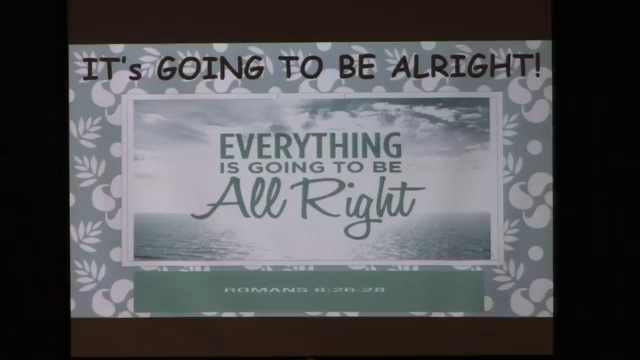 IT's GOING TO BE ALRIGHT!
EVERYTHING
IS GOING TO BE
All Right
ROMANS 8:26-28